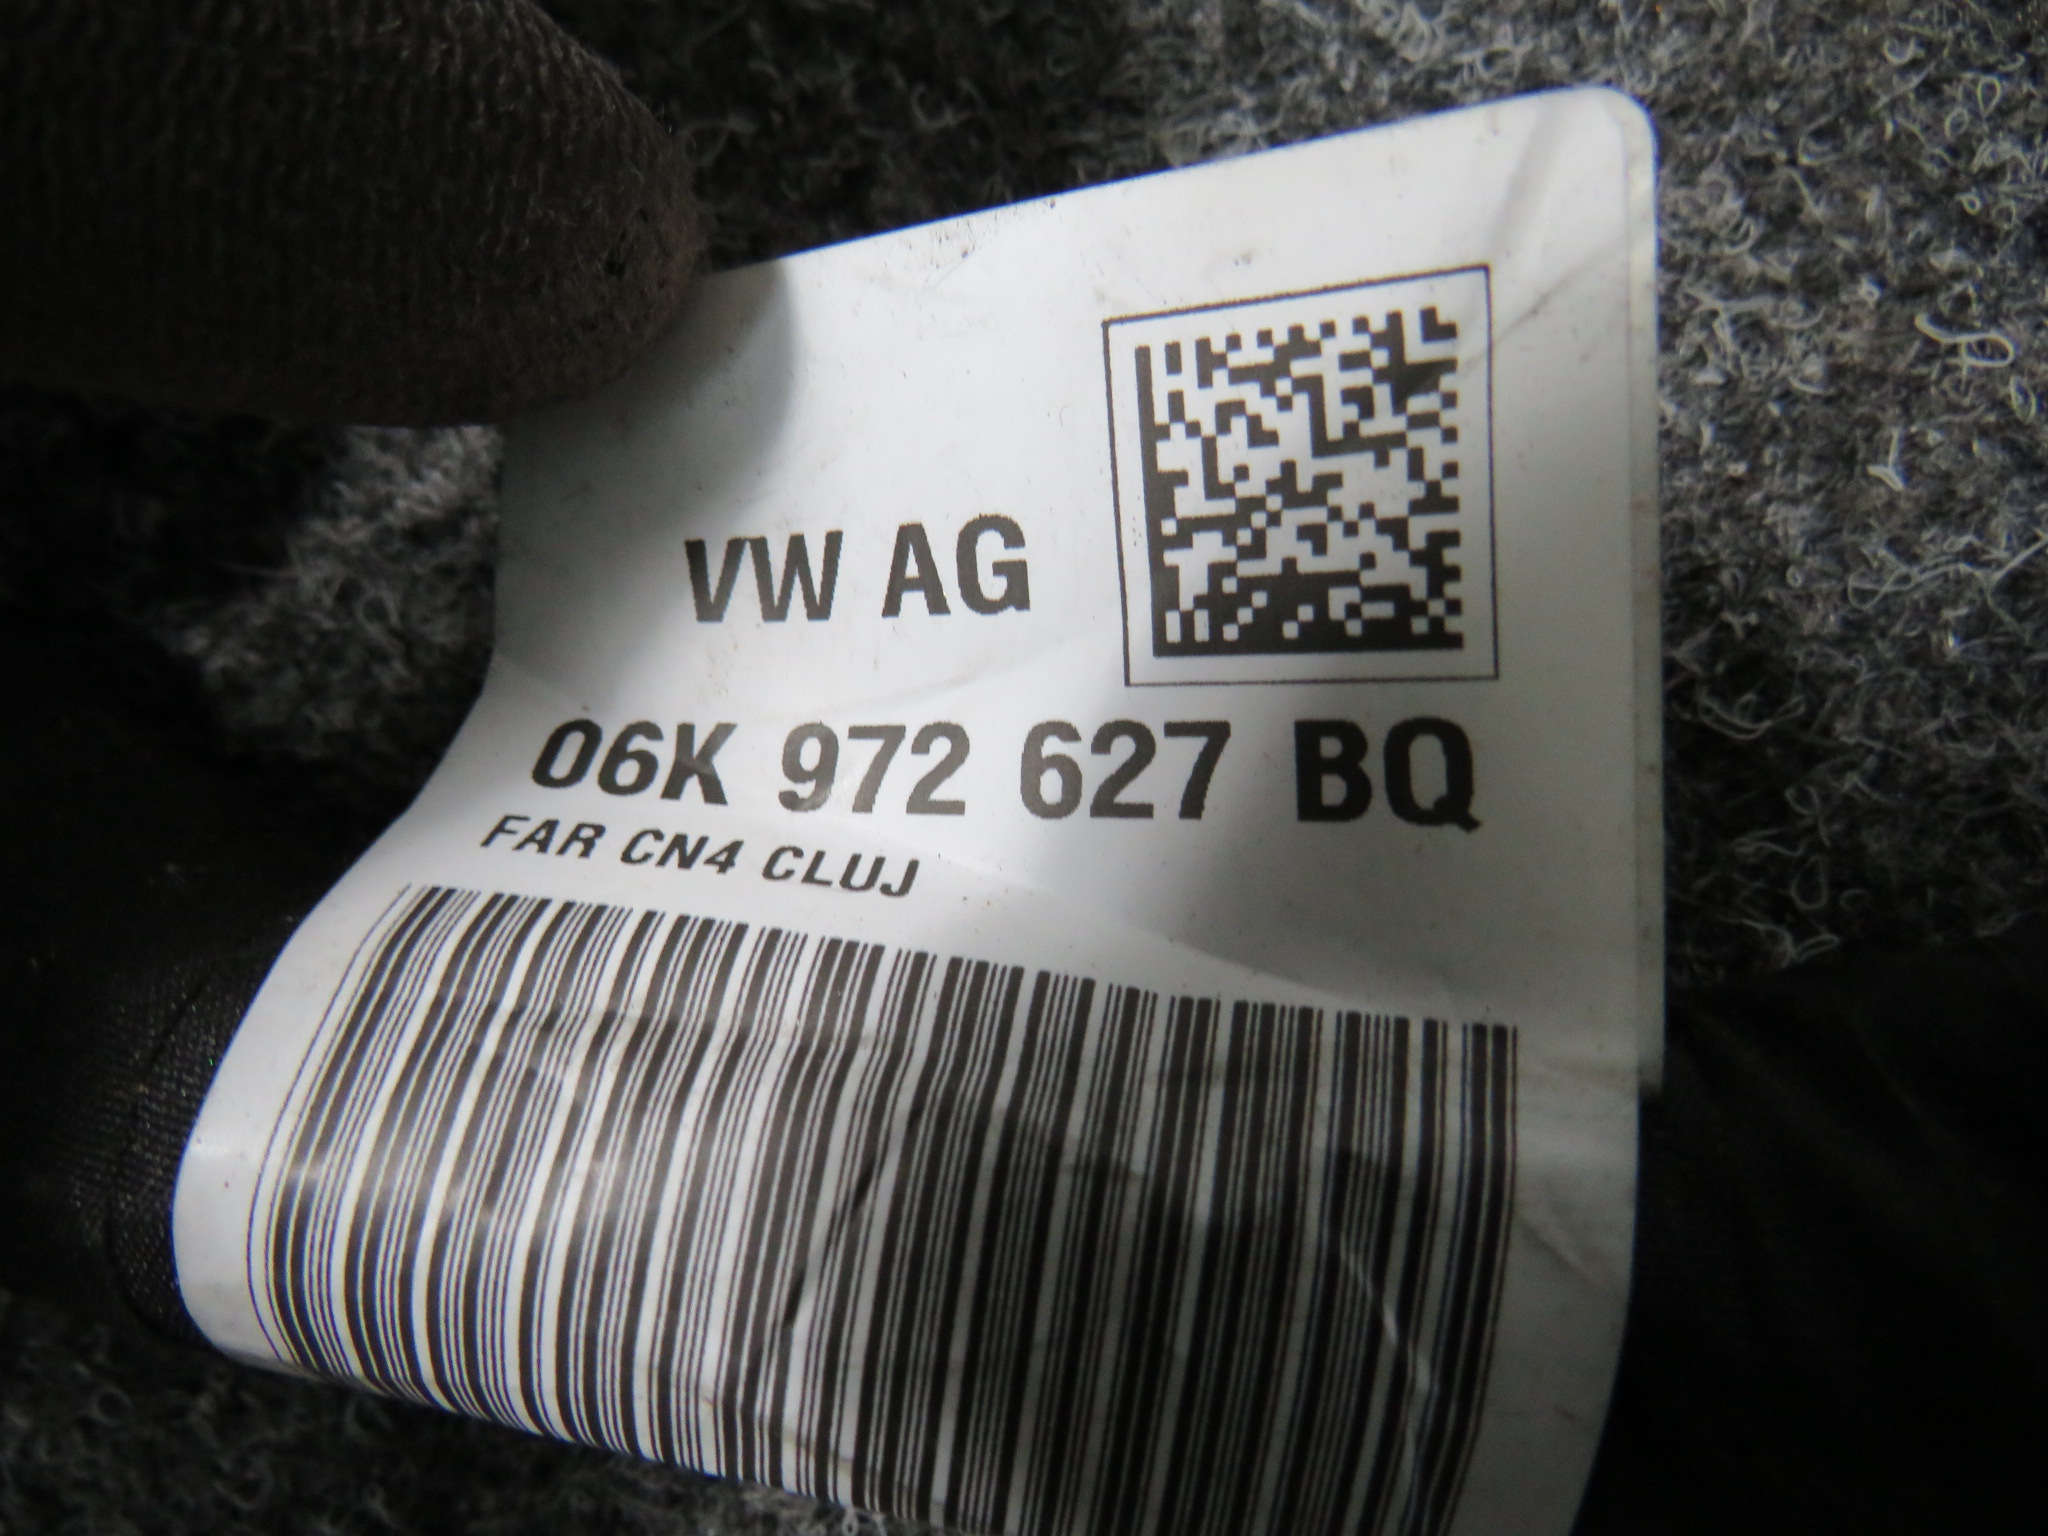 VW AG
06K 972 627 BQ
FAR CN4 CLUJ